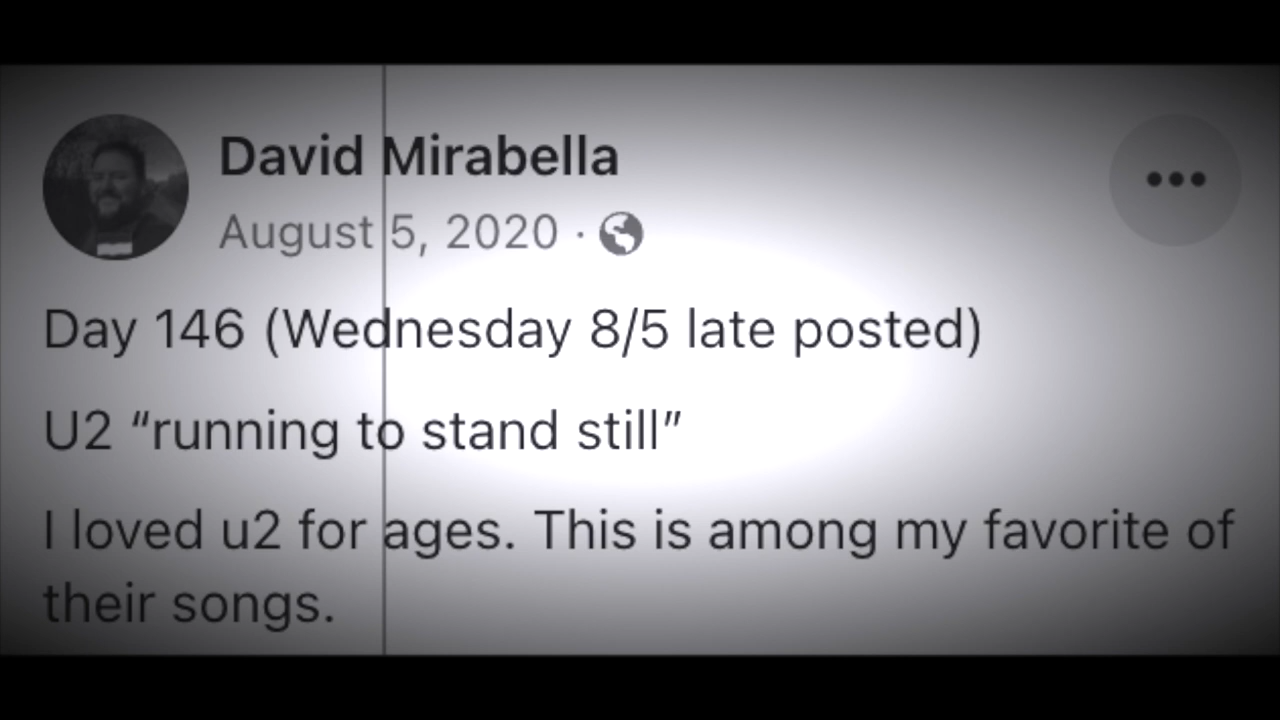 David Mirabella
August 5, 2020 ·
Day 146 (Wednesday 8/5 late posted)
U2 “running to stand still”
I loved u2 for ages. This is among my favorite of
their songs.